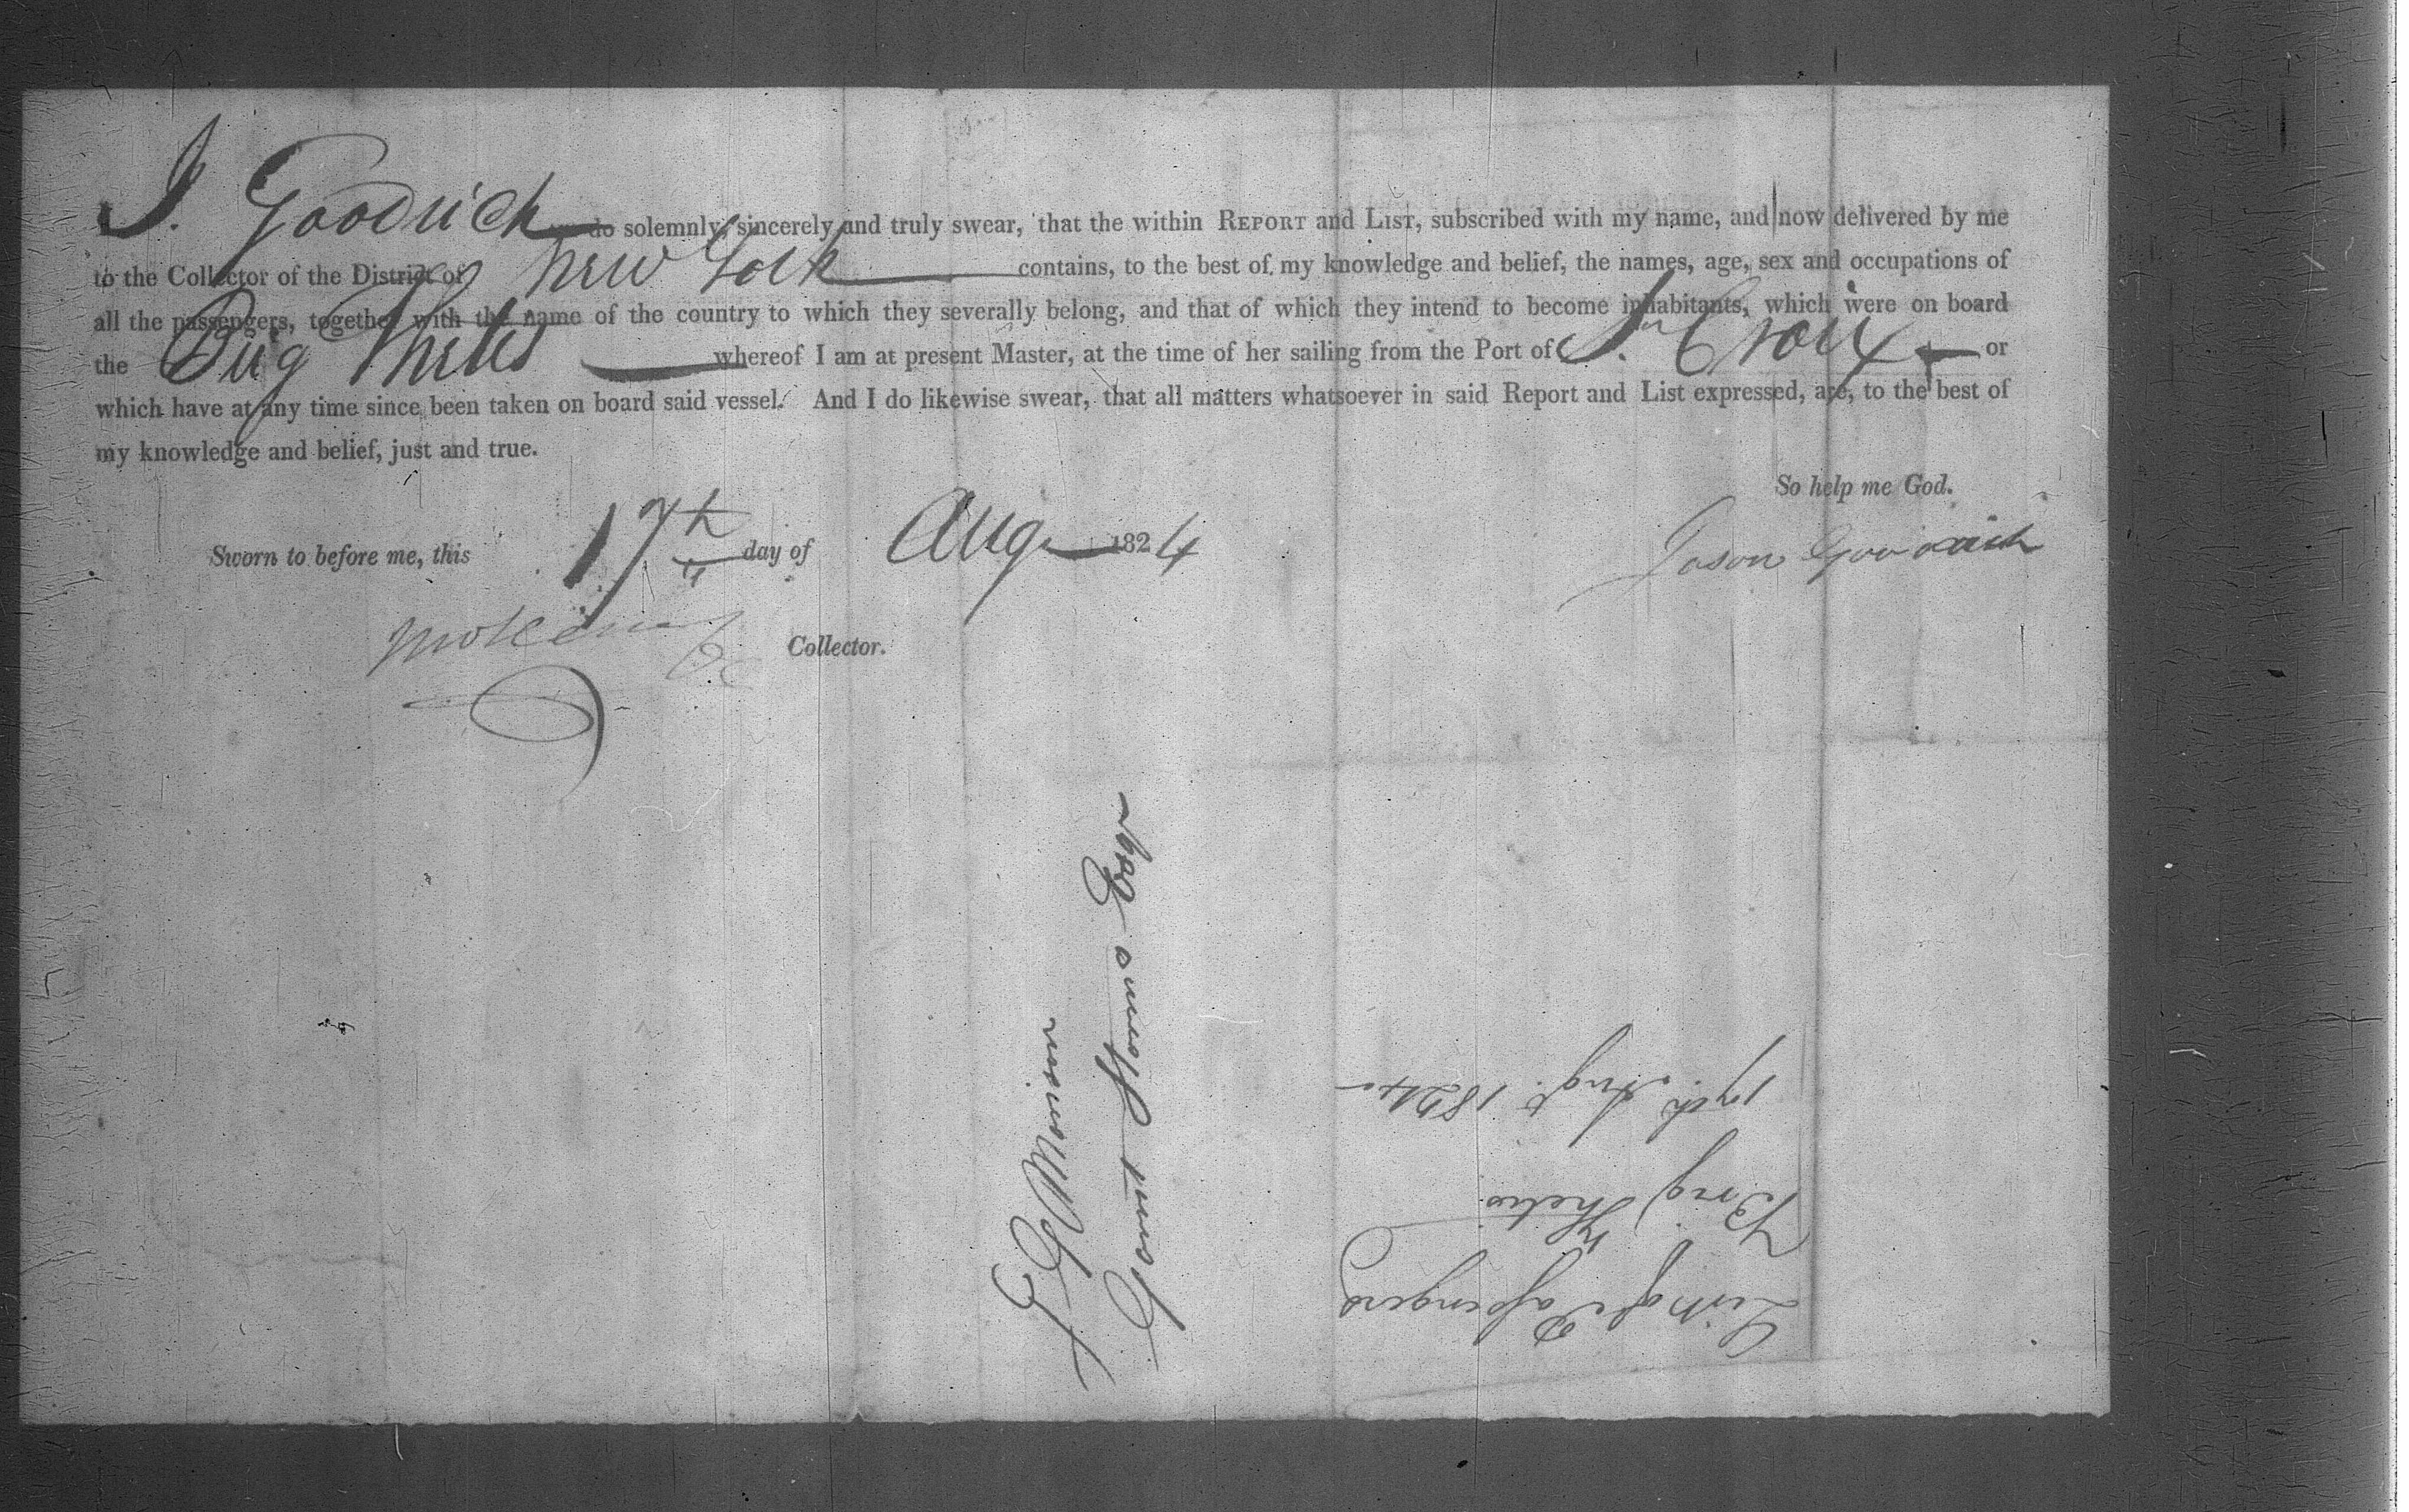 J. Goodrich do solemnly, sincerely and truly swear, that the within REPORT and LIST, subscribed with my name, and now delivered by me
to the Collector of the District of New York contains, to the best of my knowledge and belief, the names, age, sex and occupations of
all the passengers, together with the name of the country to which they severally belong, and that of which they intend to become inhabitants, which were on board
the Brig Thetis whereof I am at present Master, at the time of her sailing from the Port of St Croix or
which have at any time since been taken on board said vessel. And I do likewise swear, that all matters whatsoever in said Report and List expressed, are, to the best of
my knowledge and belief, just and true.
So help me God.
Sworn to before me, this 17th day of Aug 1824
Jason Goodrich
Collector.
List of Passengers
Brig Thetis
17th Augt 1824